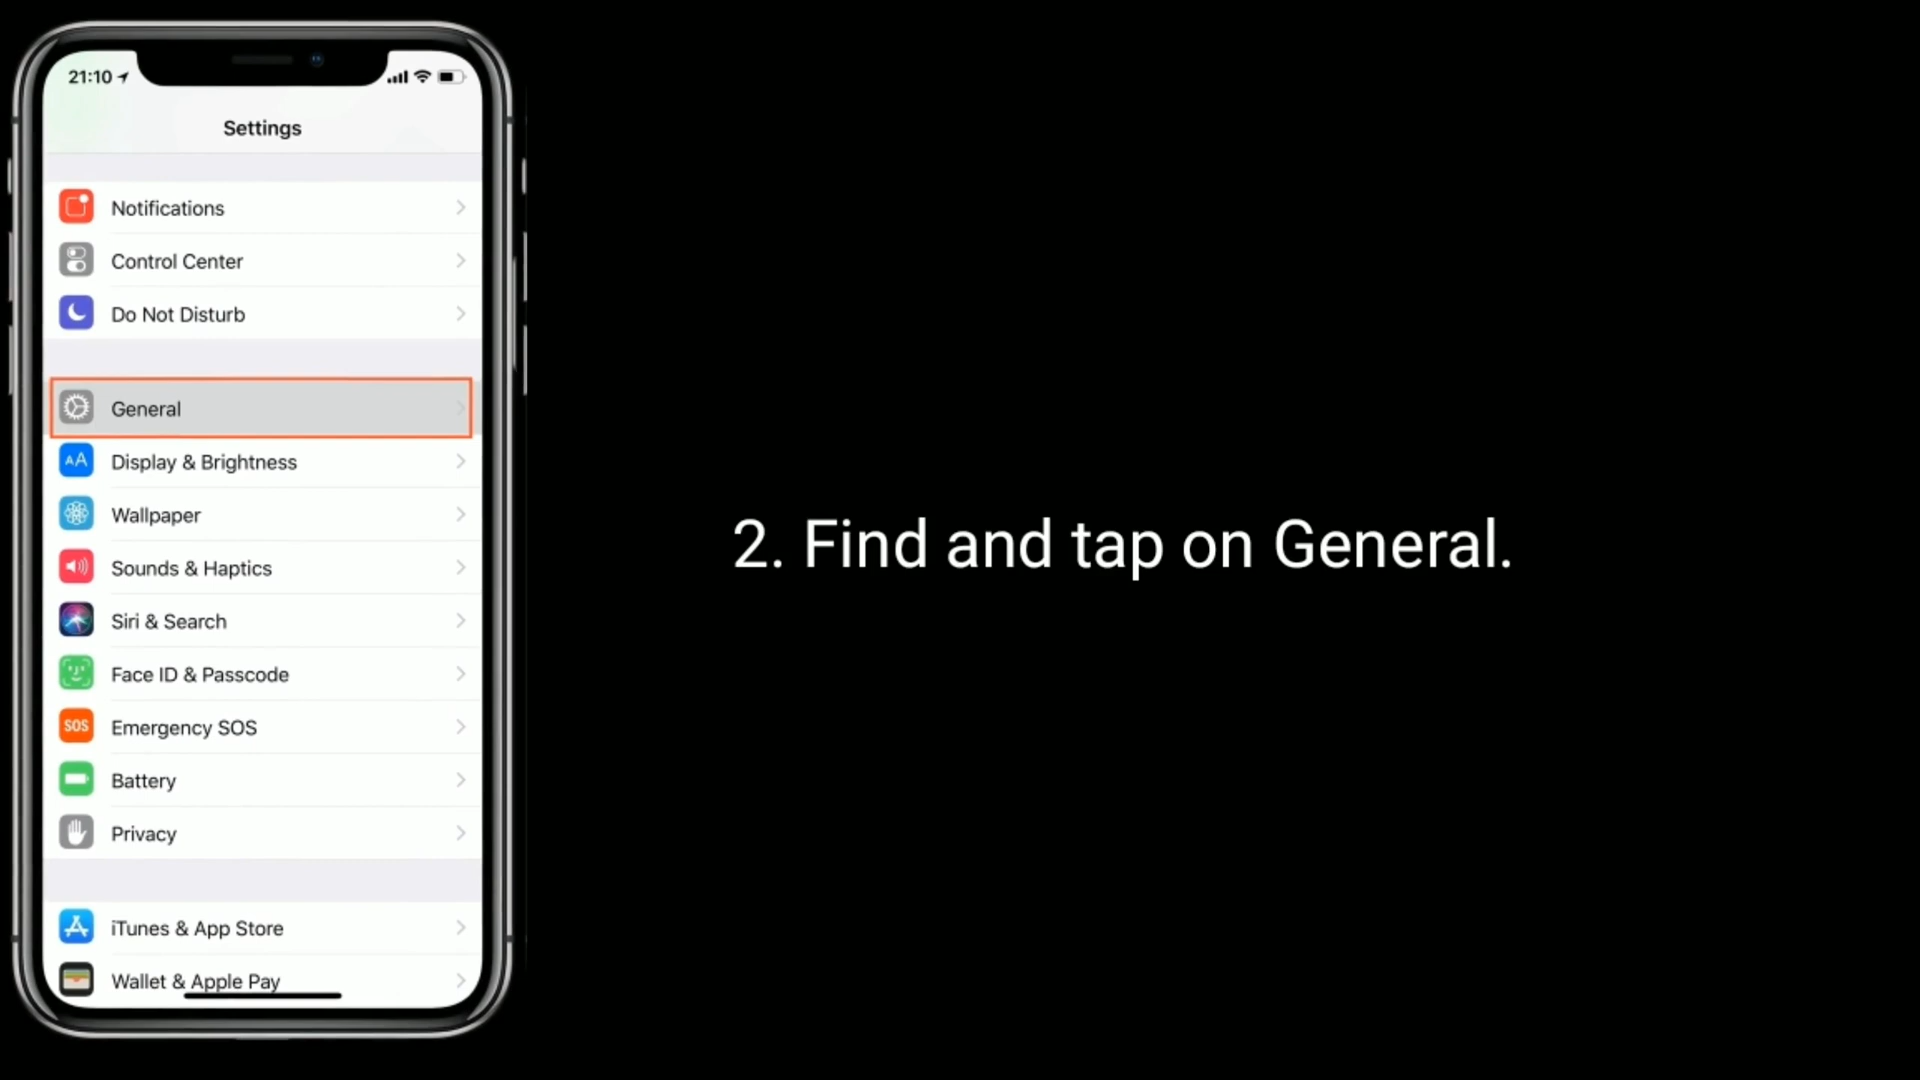 21:10
Settings
Notifications
Control Center
Do Not Disturb
General
AA Display & Brightness
Wallpaper
Sounds & Haptics
Siri & Search
Face ID & Passcode
SOS Emergency SOS
Battery
Privacy
iTunes & App Store
Wallet & Apple Pay
2. Find and tap on General.